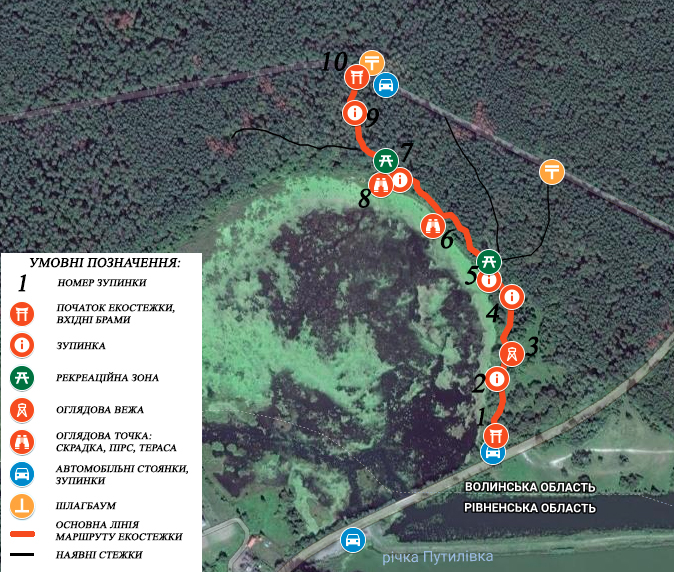 10
9
7
8
6
5
4
3
2
1
УМОВНІ ПОЗНАЧЕННЯ:
1 НОМЕР ЗУПИНКИ
ПОЧАТОК ЕКОСТЕЖКИ,
ВХІДНІ БРАМИ
ЗУПИНКА
РЕКРЕАЦІЙНА ЗОНА
ОГЛЯДОВА ВЕЖА
ОГЛЯДОВА ТОЧКА:
СКРАДКА, ПІРС, ТЕРАСА
АВТОМОБІЛЬНІ СТОЯНКИ,
ЗУПИНКИ
ШЛАГБАУМ
ОСНОВНА ЛІНІЯ
МАРШРУТУ ЕКОСТЕЖКИ
НАЯВНІ СТЕЖКИ
ВОЛИНСЬКА ОБЛАСТЬ
РІВНЕНСЬКА ОБЛАСТЬ
річка Путилівка